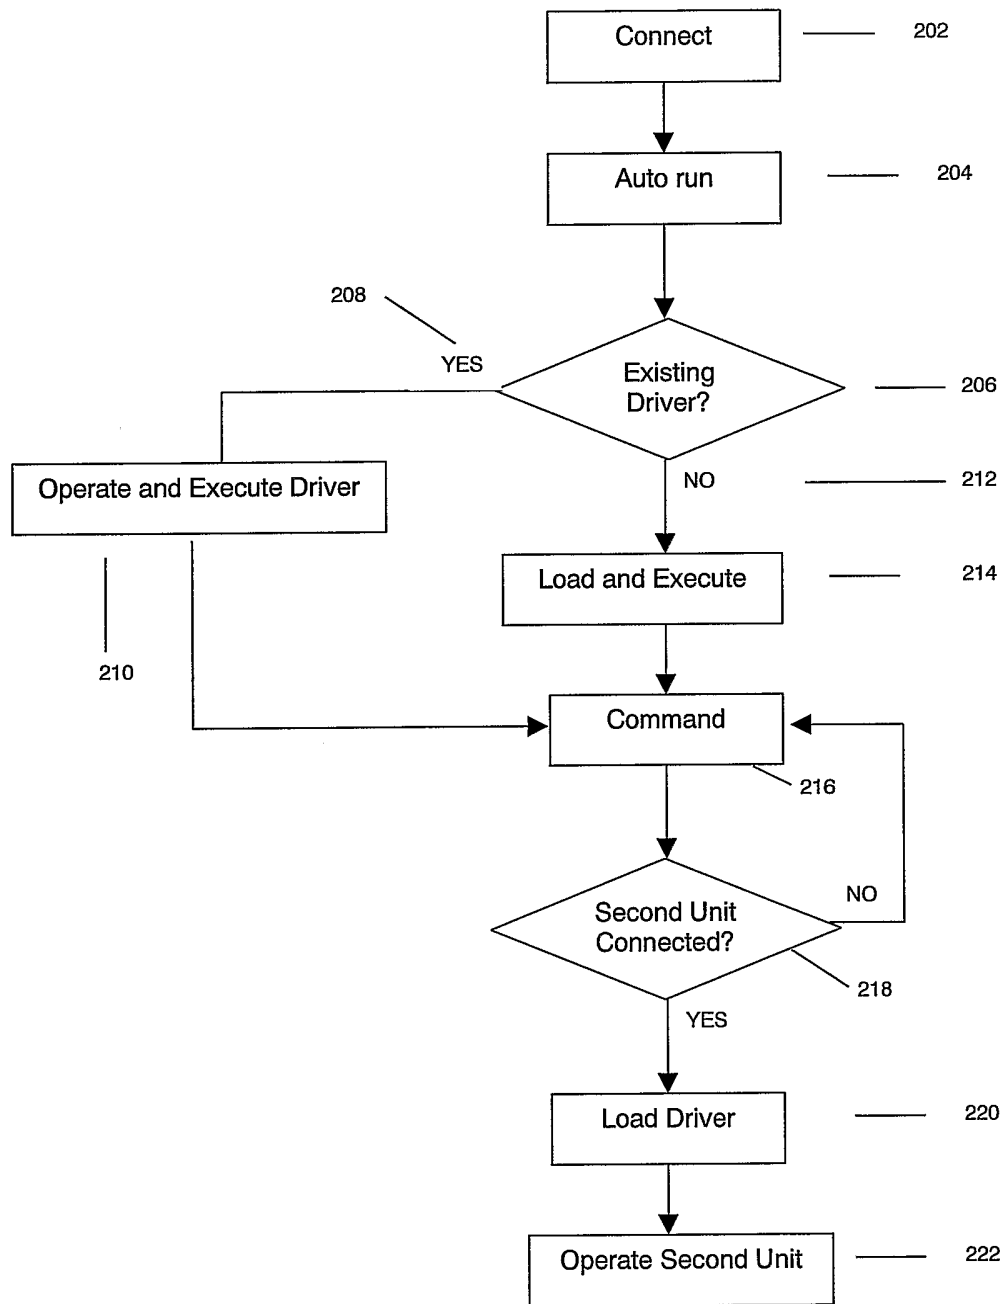 Connect
202
Auto run
204
208
YES
Existing
Driver?
206
Operate and Execute Driver
NO
212
Load and Execute
214
210
Command
216
NO
Second Unit
Connected?
218
YES
Load Driver
220
Operate Second Unit
222